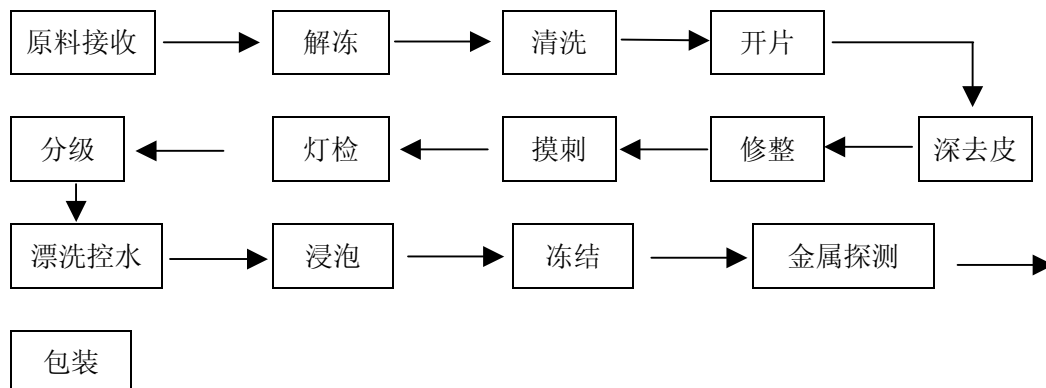 原料接收 解冻 清洗 开片
分级 灯检 摸刺 修整 深去皮
漂洗控水 浸泡 冻结 金属探测
包装